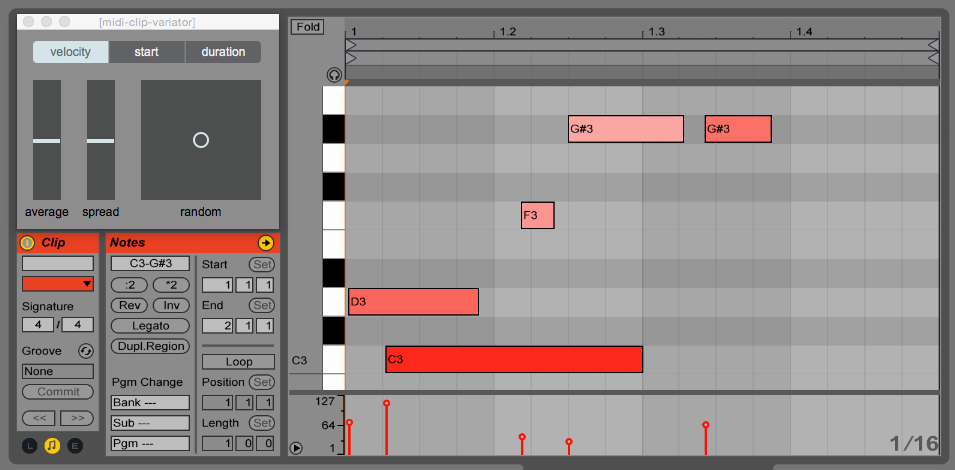 [midi-clip-variator]
velocity start duration
average spread random
Clip
Signature
4 / 4
Groove
None
Commit
<< >>
L E
Notes
C3-G#3
:2 *2
Rev Inv
Legato
Dupl.Region
Pgm Change
Bank ---
Sub ---
Pgm ---
Start Set
1 1 1
End Set
2 1 1
Loop
Position Set
1 1 1
Length Set
1 0 0
Fold
1 1.2 1.3 1.4
G#3 G#3
F3
D3
C3 C3
127
64
1
1/16